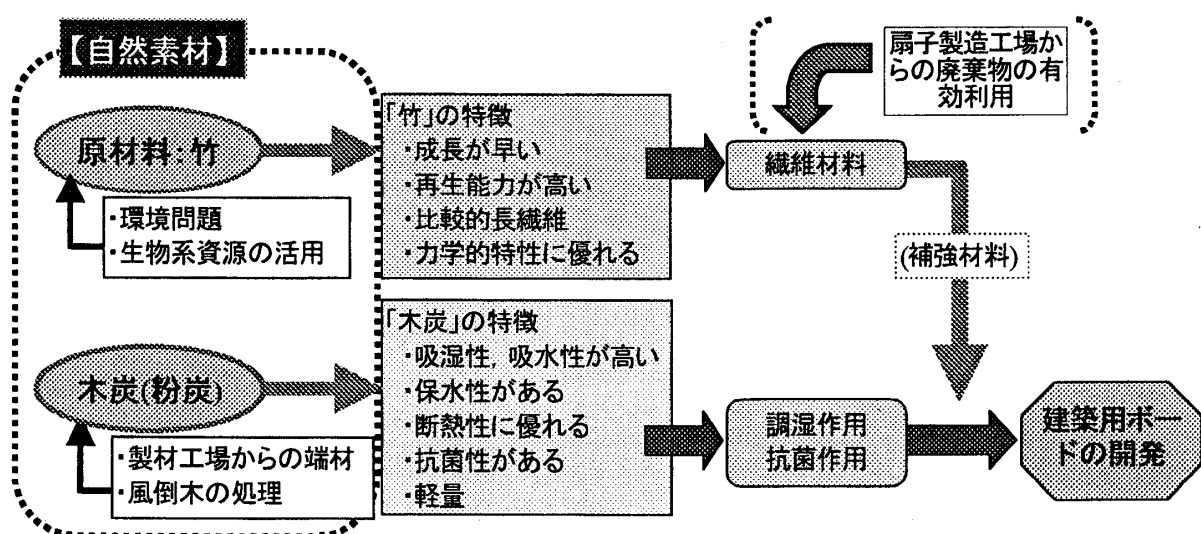 【自然素材】
原材料：竹
・環境問題
・生物系資源の活用
「竹」の特徴
・成長が早い
・再生能力が高い
・比較的長繊維
・力学的特性に優れる
扇子製造工場か
らの廃棄物の有
効利用
繊維材料
(補強材料)
木炭(粉炭)
・製材工場からの端材
・風倒木の処理
「木炭」の特徴
・吸湿性，吸水性が高い
・保水性がある
・断熱性に優れる
・抗菌性がある
・軽量
調湿作用
抗菌作用
建築用ボー
ドの開発